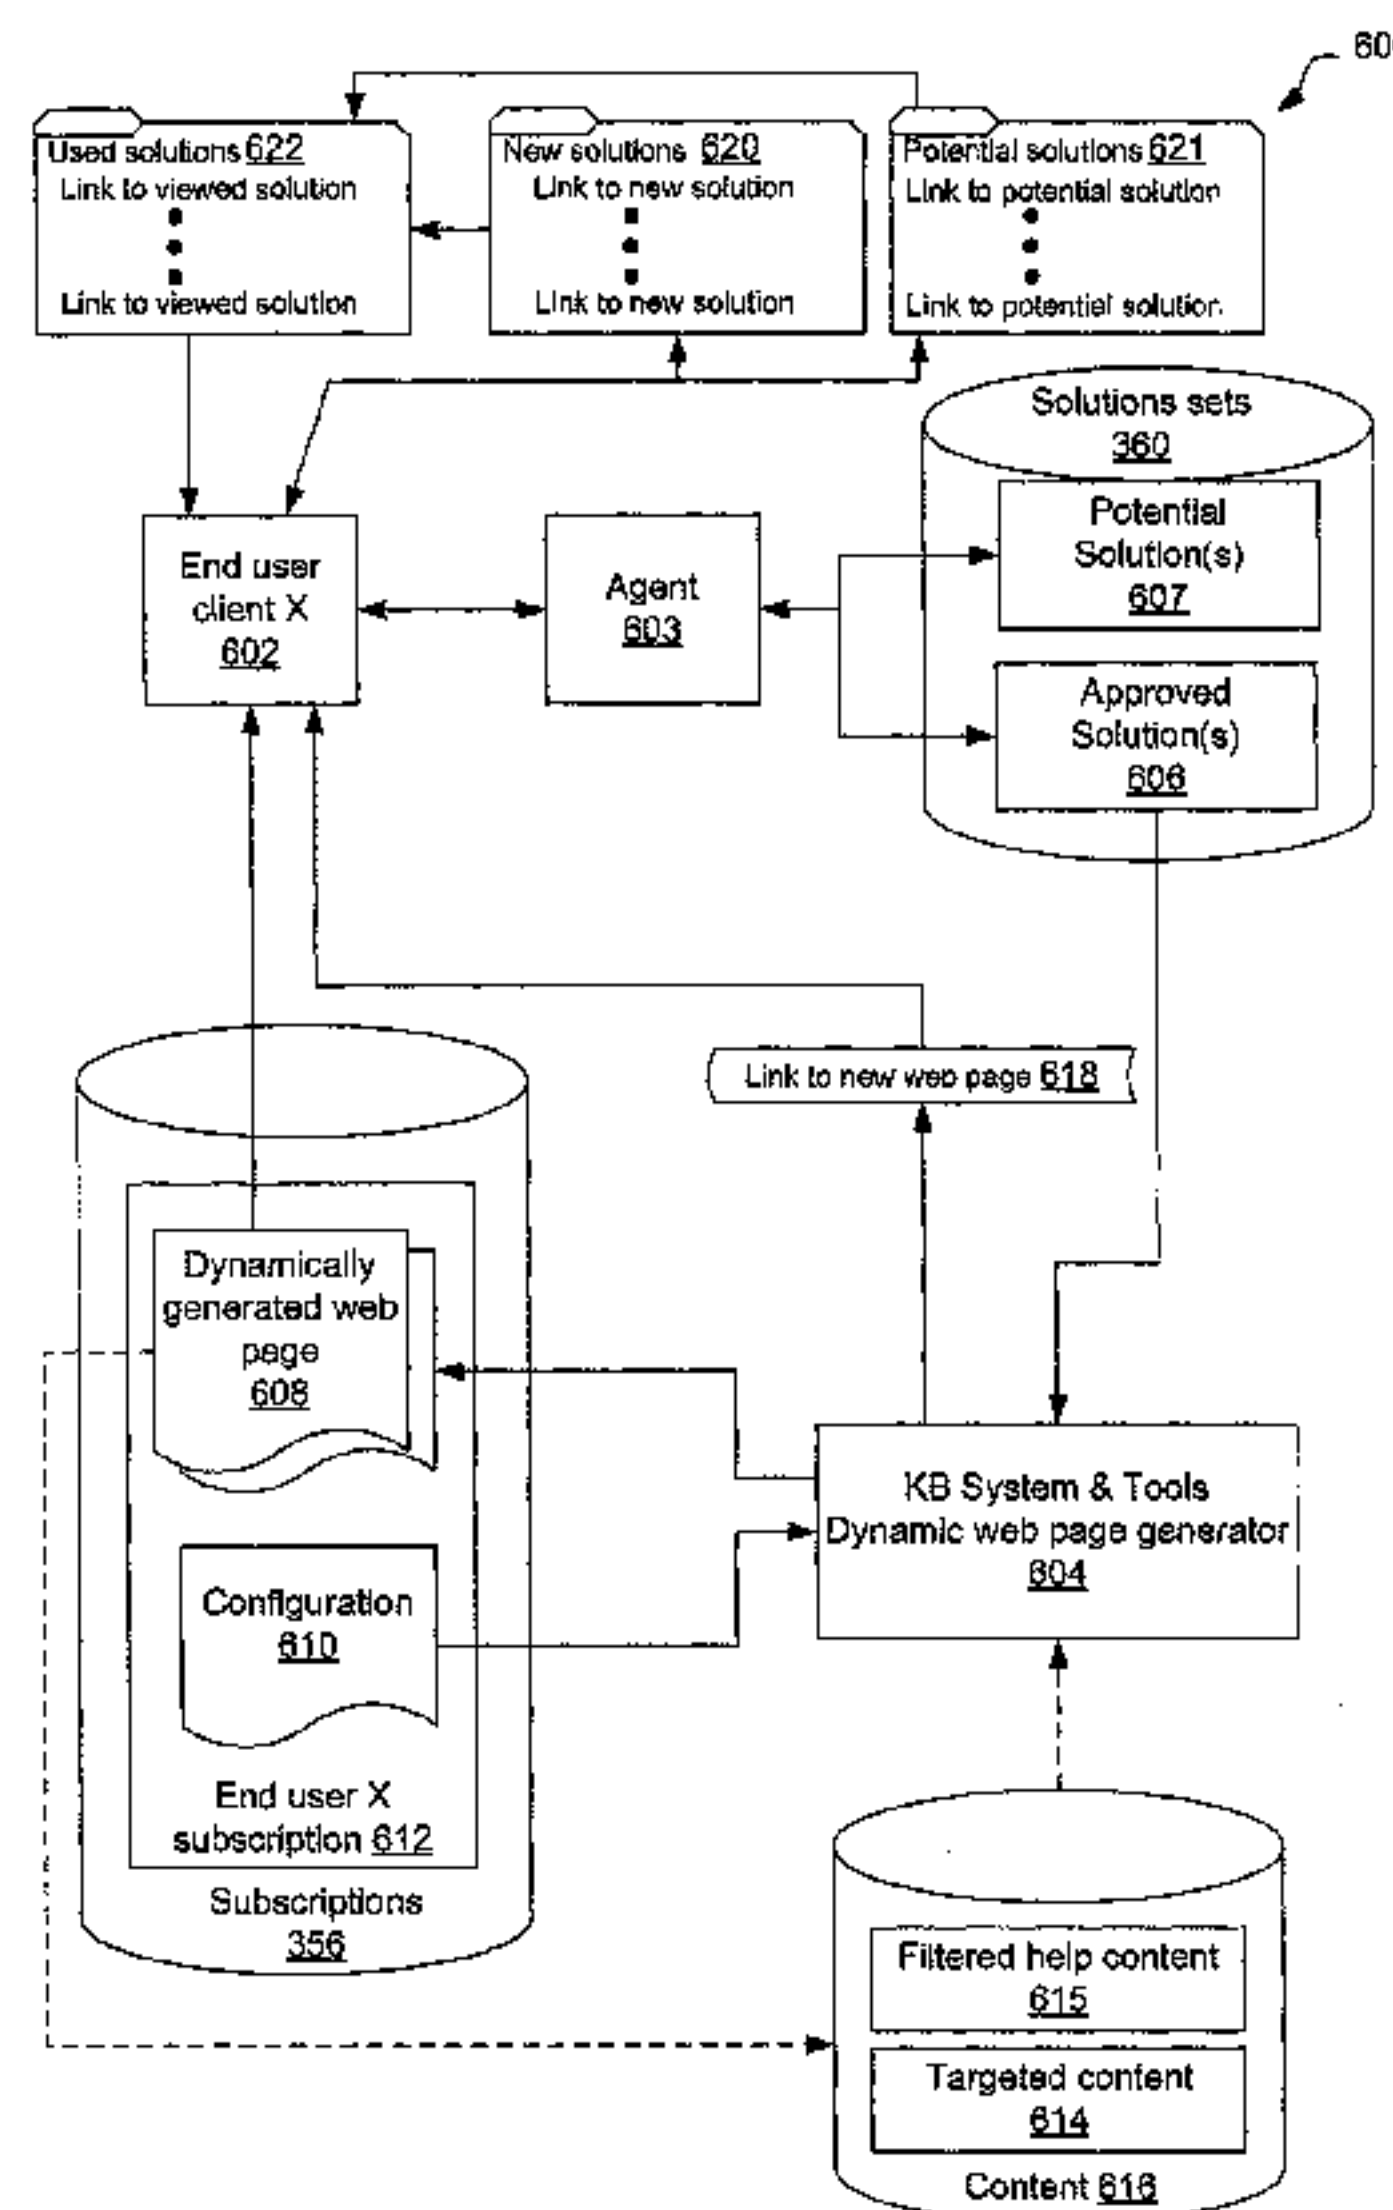 60
Used solutions 622
Link to viewed solution
Link to viewed solution
New solutions 620
Link to new solution
Link to new solution
Potential solutions 621
Link to potential solution
Link to potential solution
Solutions sets
360
Potential
Solution(s)
607
Approved
Solution(s)
606
End user
client X
602
Agent
603
Link to new web page 618
Dynamically
generated web
page
608
Configuration
610
End user X
subscription 612
Subscriptions
356
KB System & Tools
Dynamic web page generator
604
Filtered help content
615
Targeted content
614
Content 616